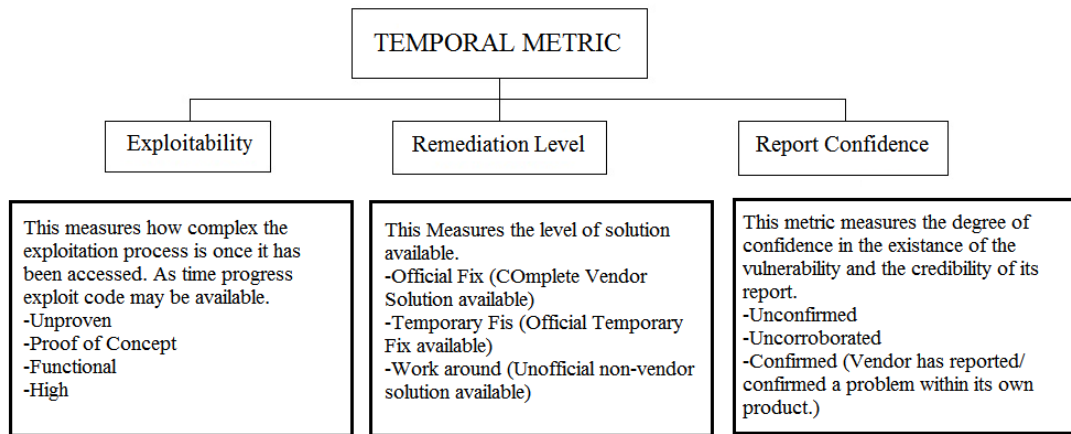 TEMPORAL METRIC
Exploitability
Remediation Level
Report Confidence
This measures how complex the
exploitation process is once it has
been accessed. As time progress
exploit code may be available.
-Unproven
-Proof of Concept
-Functional
-High
This Measures the level of solution
available.
-Official Fix (COmplete Vendor
Solution available)
-Temporary Fis (Official Temporary
Fix available)
-Work around (Unofficial non-vendor
solution available)
This metric measures the degree of
confidence in the existance of the
vulnerability and the credibility of its
report.
-Unconfirmed
-Uncorroborated
-Confirmed (Vendor has reported/
confirmed a problem within its own
product.)